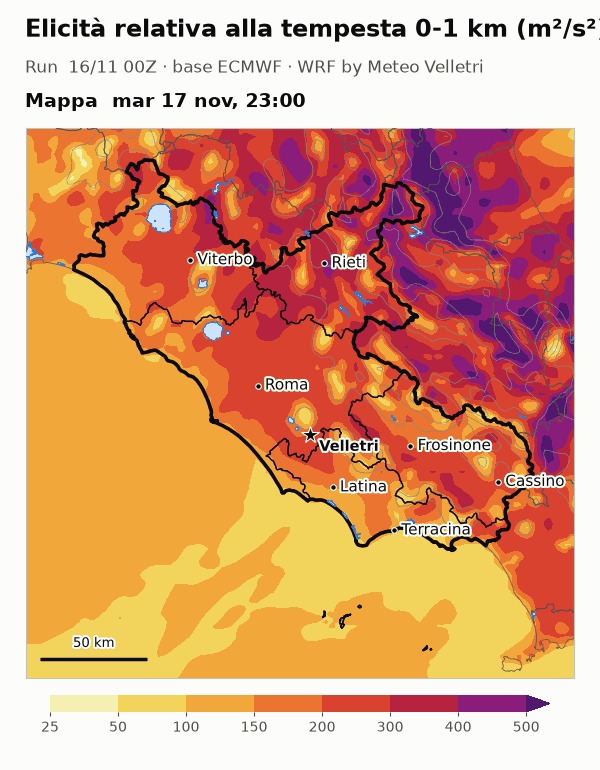 Elicità relativa alla tempesta 0-1 km (m²/s²)
Run  16/11 00Z · base ECMWF · WRF by Meteo Velletri
Mappa  mar 17 nov, 23:00
Viterbo
Rieti
Roma
Velletri
Frosinone
Cassino
Latina
Terracina
50 km
25 50 100 150 200 300 400 500